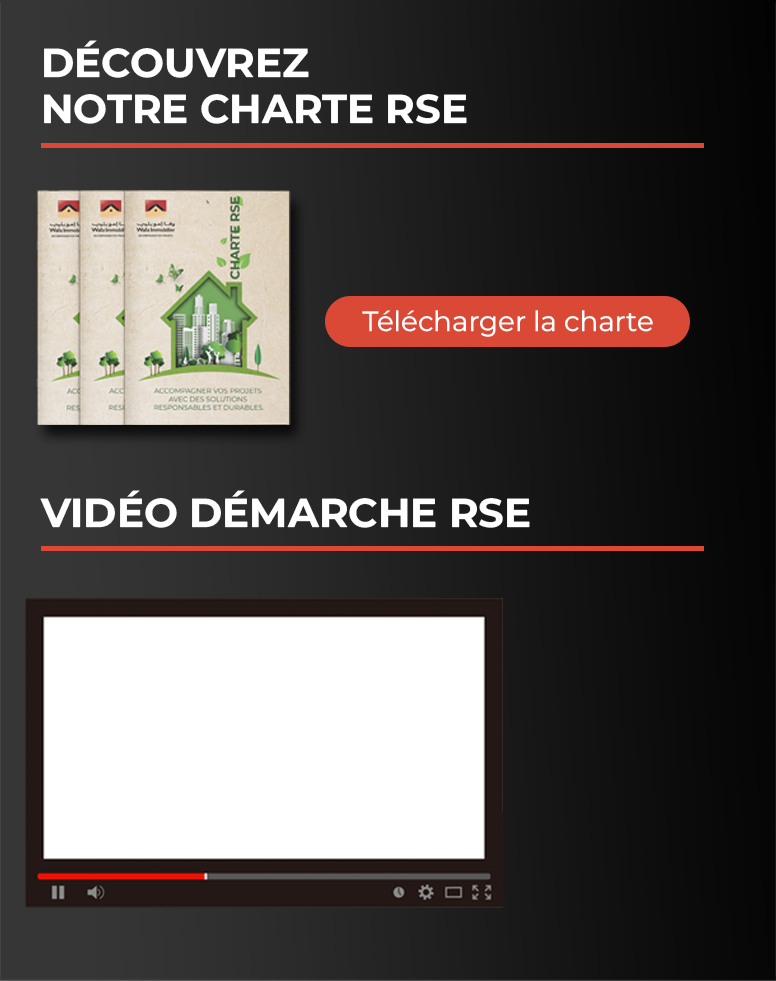 DÉCOUVREZ
NOTRE CHARTE RSE
CHARTE RSE
Wafa Immobilier
ACCOMPAGNER VOS PROJETS
AVEC DES SOLUTIONS
RESPONSABLES ET DURABLES.
Télécharger la charte
VIDÉO DÉMARCHE RSE